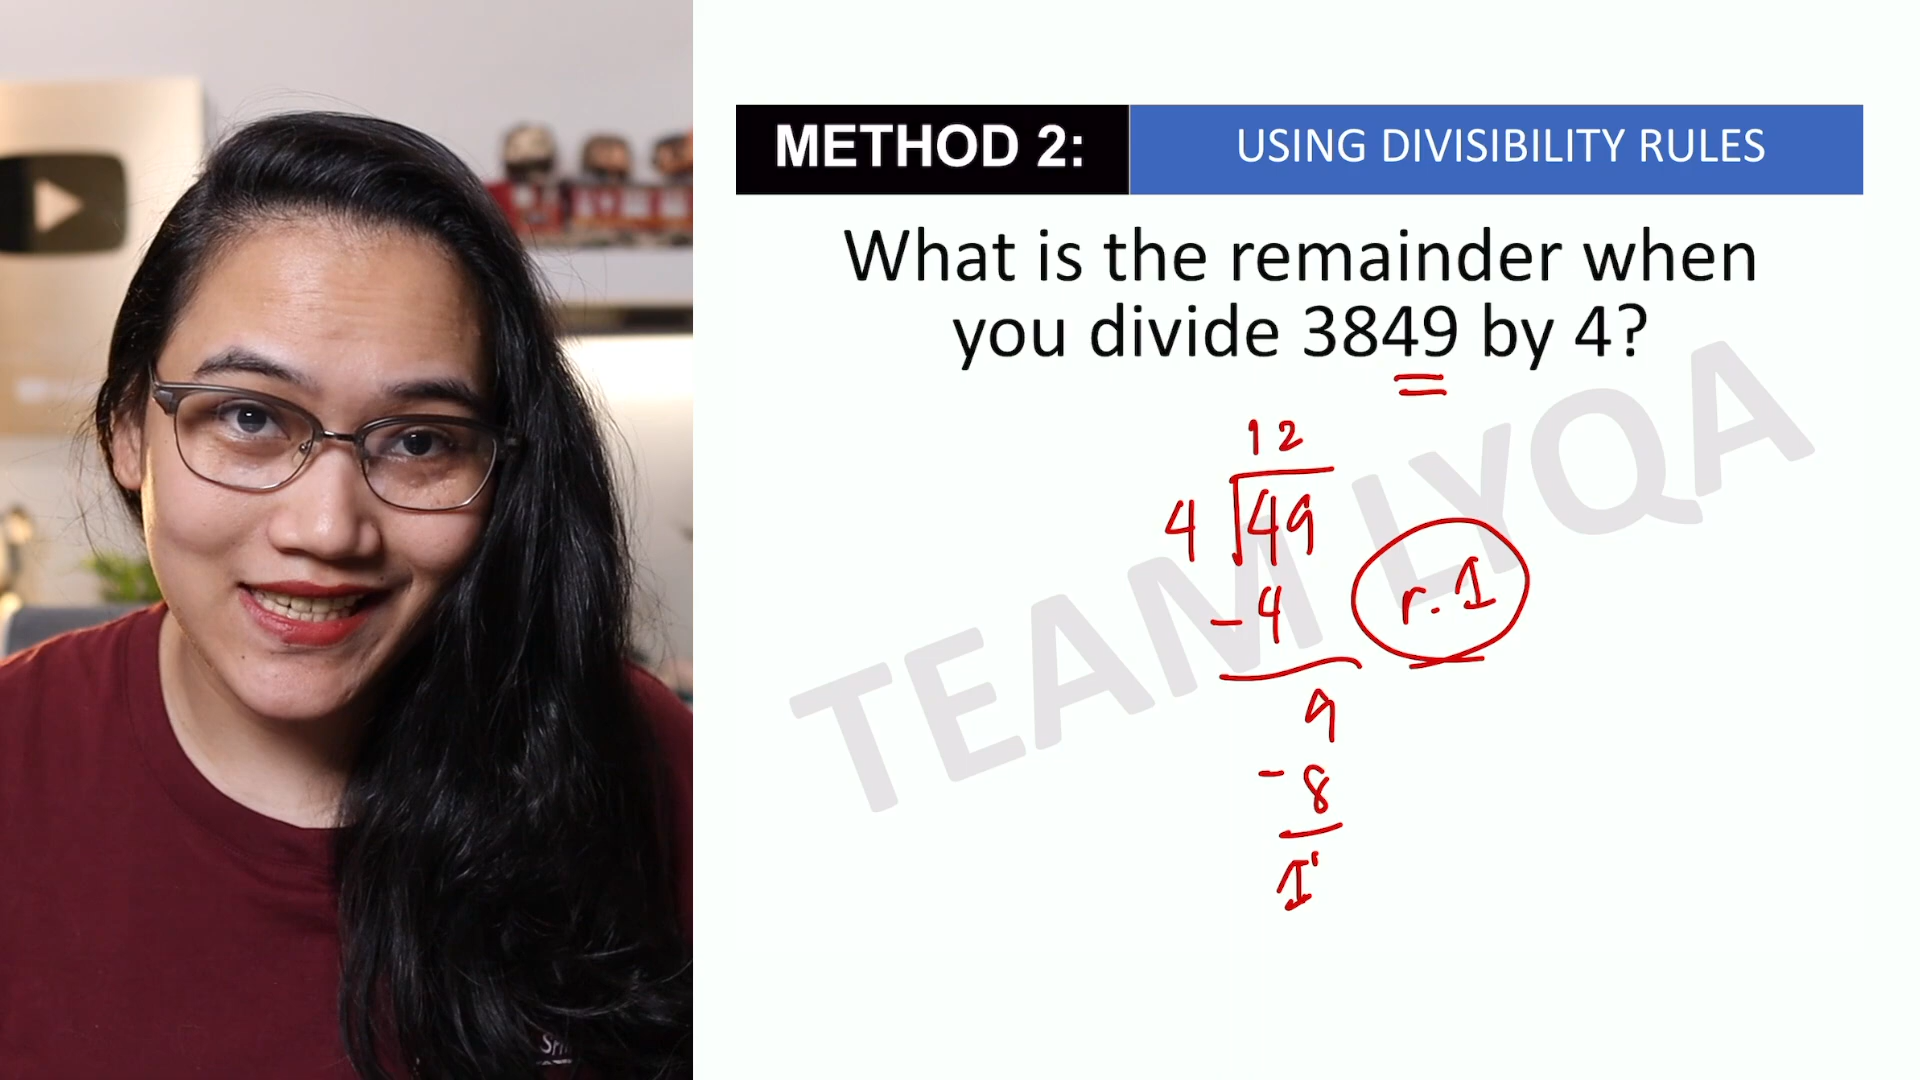 METHOD 2: USING DIVISIBILITY RULES
What is the remainder when
you divide 3849 by 4?
12
4 49
-4
r. 1
9
-8
1
TEAM LYQA